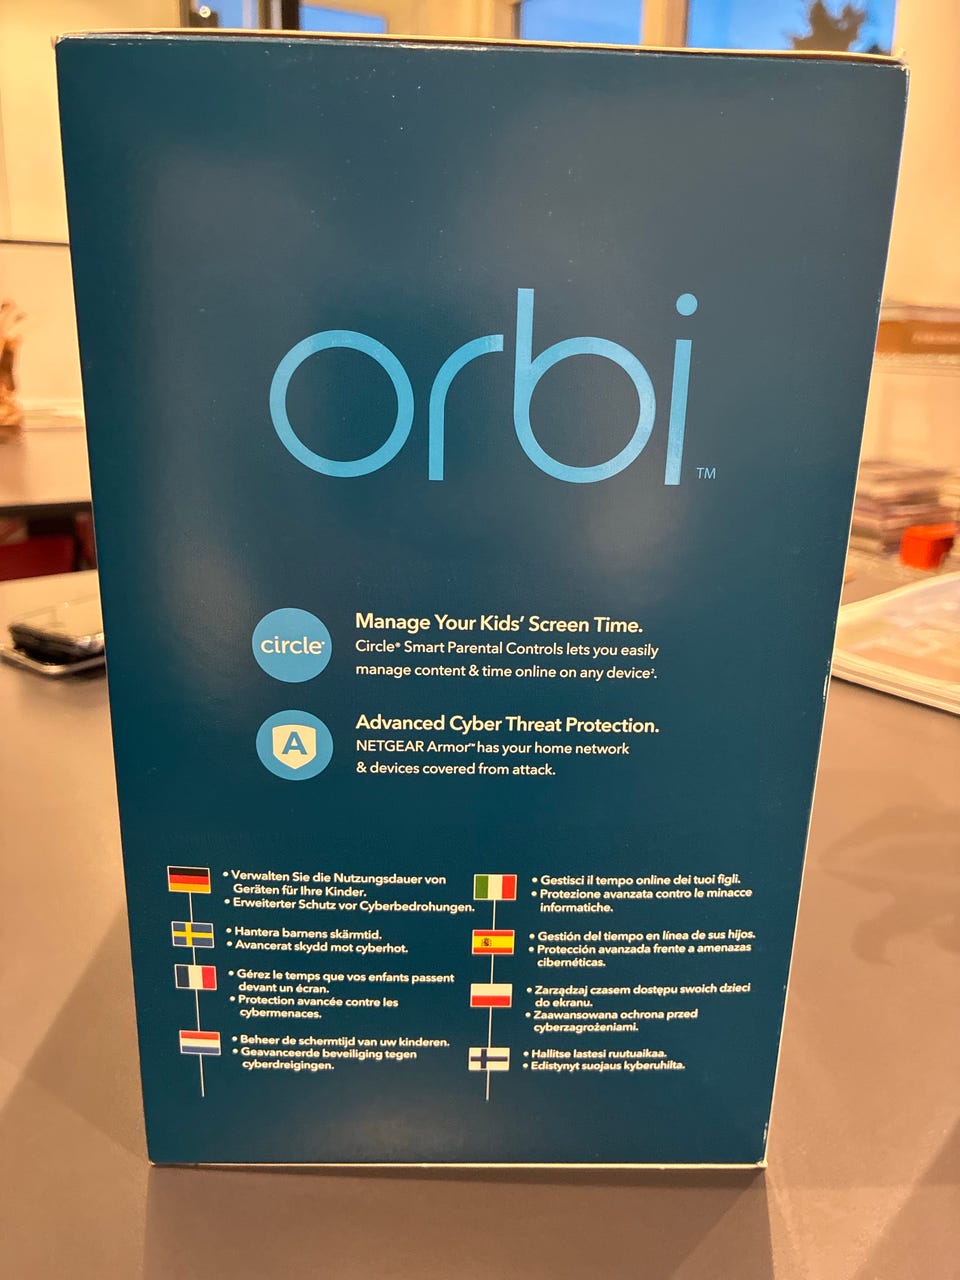 orbi™
circle®
Manage Your Kids’ Screen Time.
Circle® Smart Parental Controls lets you easily
manage content & time online on any device².
A
Advanced Cyber Threat Protection.
NETGEAR Armor™ has your home network
& devices covered from attack.
• Verwalten Sie die Nutzungsdauer von
Geräten für Ihre Kinder.
• Erweiterter Schutz vor Cyberbedrohungen.
• Hantera barnens skärmtid.
• Avancerat skydd mot cyberhot.
• Gérez le temps que vos enfants passent
devant un écran.
• Protection avancée contre les
cybermenaces.
• Beheer de schermtijd van uw kinderen.
• Geavanceerde beveiliging tegen
cyberdreigingen.
• Gestisci il tempo online dei tuoi figli.
• Protezione avanzata contro le minacce
informatiche.
• Gestión del tiempo en línea de sus hijos.
• Protección avanzada frente a amenazas
cibernéticas.
• Zarządzaj czasem dostępu swoich dzieci
do ekranu.
• Zaawansowana ochrona przed
cyberzagrożeniami.
• Hallitse lastesi ruutuaikaa.
• Edistynyt suojaus kyberuhilta.